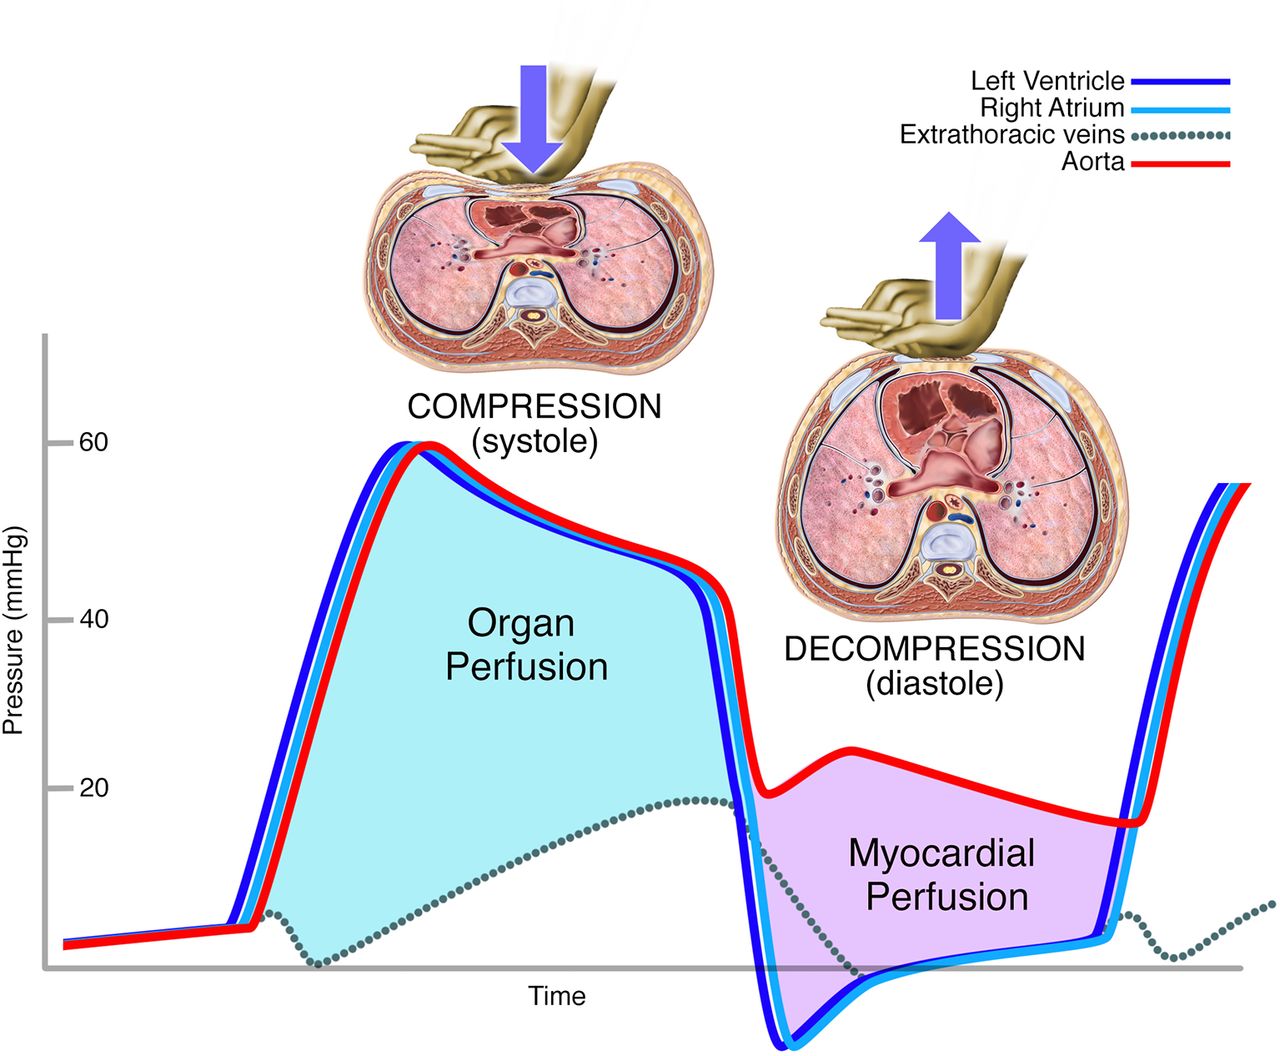 Left Ventricle
Right Atrium
Extrathoracic veins
Aorta
COMPRESSION
(systole)
DECOMPRESSION
(diastole)
Pressure (mmHg)
60
40
20
Organ
Perfusion
Myocardial
Perfusion
Time